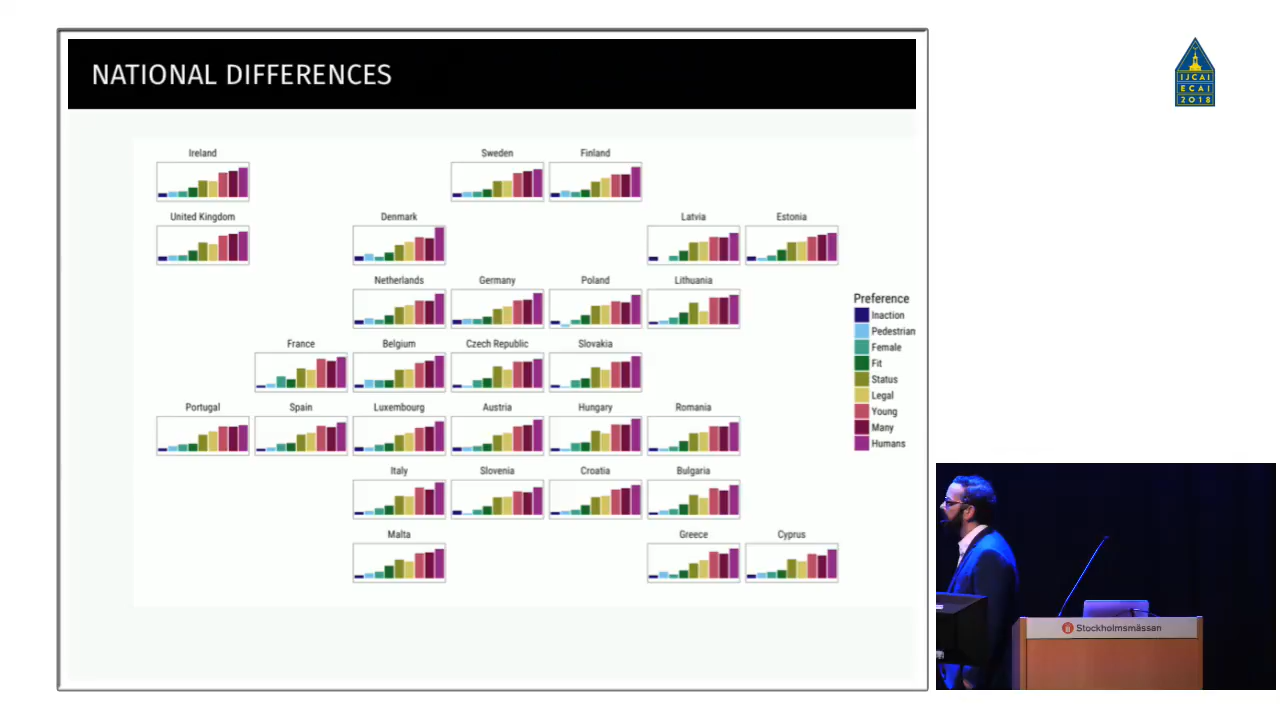 NATIONAL DIFFERENCES
IJCAI
ECAI
2018
Ireland
Sweden
Finland
United Kingdom
Denmark
Latvia
Estonia
Netherlands
Germany
Poland
Lithuania
France
Belgium
Czech Republic
Slovakia
Portugal
Spain
Luxembourg
Austria
Hungary
Romania
Italy
Slovenia
Croatia
Bulgaria
Malta
Greece
Cyprus
Preference
Inaction
Pedestrian
Female
Fit
Status
Legal
Young
Many
Humans
Stockholmsmässan